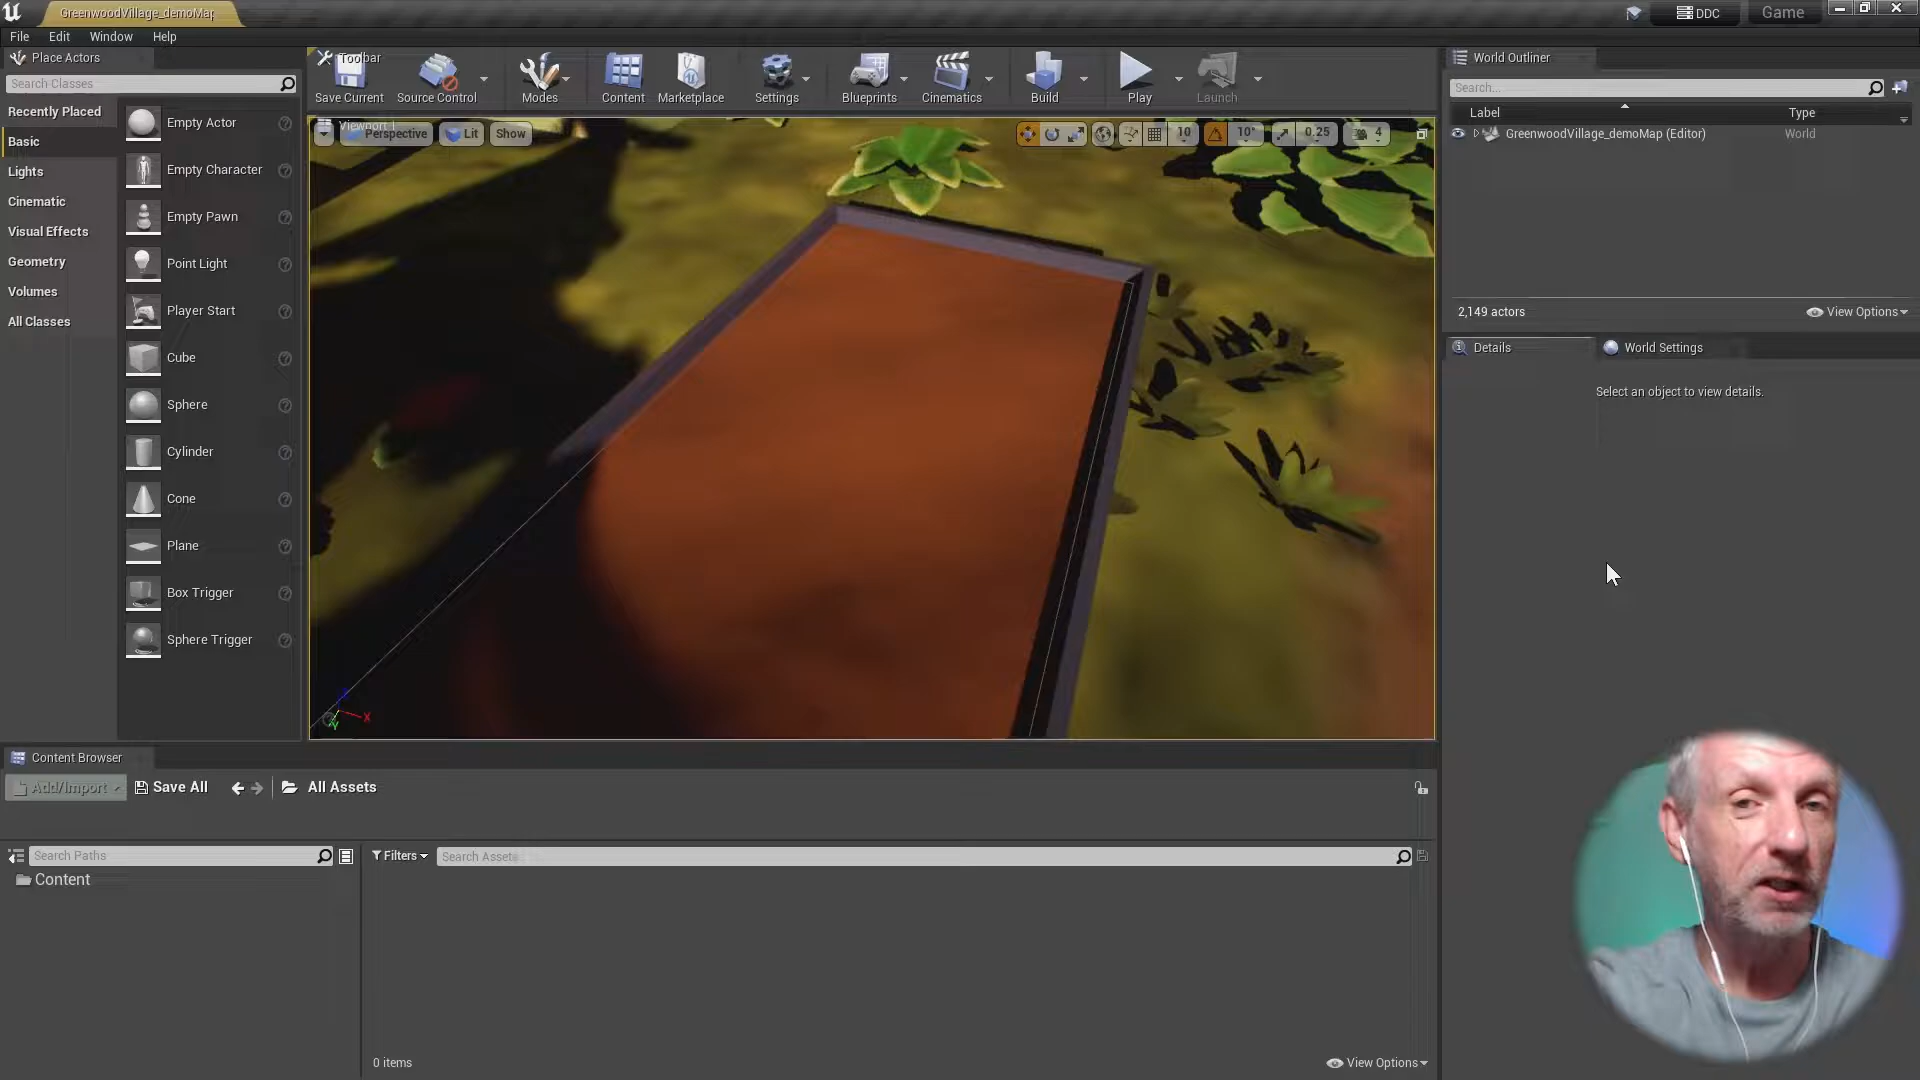 GreenwoodVillage_demoMap
DDC
Game
File Edit Window Help
Place Actors
Search Classes
Recently Placed
Basic
Lights
Cinematic
Visual Effects
Geometry
Volumes
All Classes
Empty Actor
Empty Character
Empty Pawn
Point Light
Player Start
Cube
Sphere
Cylinder
Cone
Plane
Box Trigger
Sphere Trigger
Toolbar
Save Current
Source Control
Modes
Content
Marketplace
Settings
Blueprints
Cinematics
Build
Play
Launch
Viewport 1
Perspective
Lit
Show
10
10°
0.25
4
X
Y
World Outliner
Search...
Label
Type
GreenwoodVillage_demoMap (Editor)
World
2,149 actors
View Options
Details
World Settings
Select an object to view details.
Content Browser
Add/Import
Save All
All Assets
Search Paths
Content
Filters
Search Assets
0 items
View Options